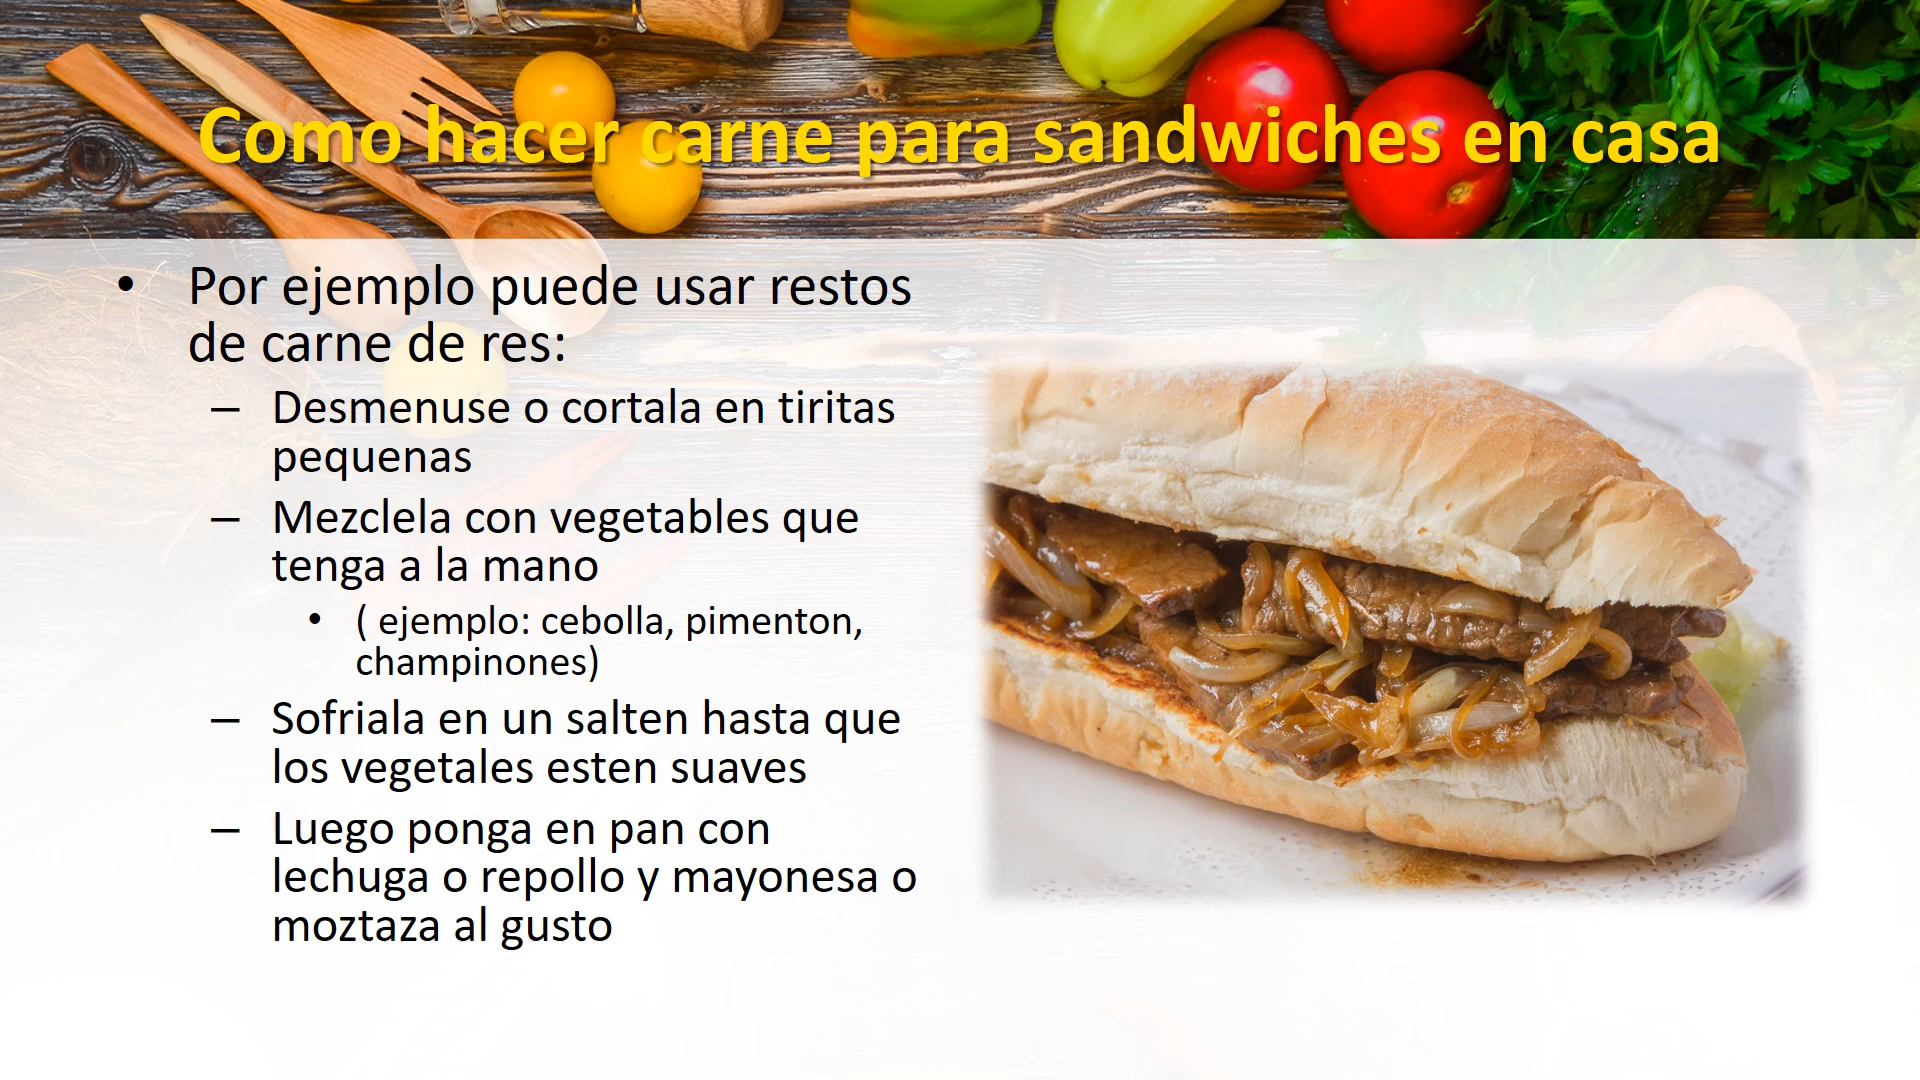 Como hacer carne para sandwiches en casa
• Por ejemplo puede usar restos
de carne de res:
– Desmenuse o cortala en tiritas
pequenas
– Mezclela con vegetables que
tenga a la mano
• ( ejemplo: cebolla, pimenton,
champinones)
– Sofriala en un salten hasta que
los vegetales esten suaves
– Luego ponga en pan con
lechuga o repollo y mayonesa o
moztaza al gusto